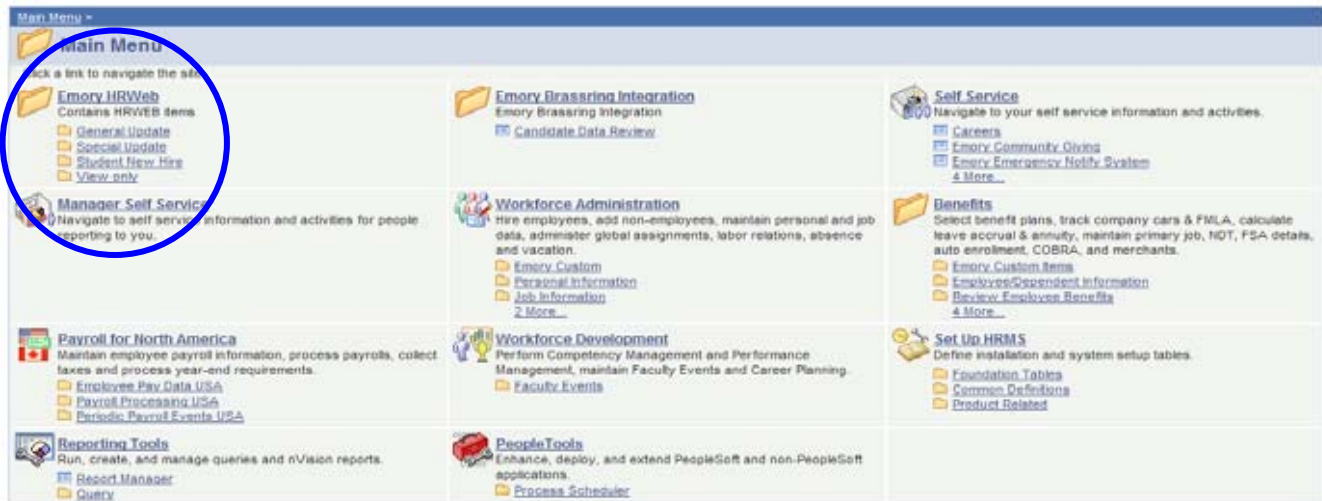 Main Menu >
Main Menu
Click a link to navigate the site
Emory HRWeb
Contains HRWEB items
General Update
Special Update
Student New Hire
View only
Emory Brassring Integration
Emory Brassring Integration
Candidate Data Review
Self Service
Navigate to your self service information and activities.
Careers
Emory Community Giving
Emory Emergency Notify System
4 More...
Manager Self Service
Navigate to self service information and activities for people
reporting to you.
Workforce Administration
Hire employees, add non-employees, maintain personal and job
data, administer global assignments, labor relations, absence
and vacation.
Emory Custom
Personal Information
Job Information
2 More...
Benefits
Select benefit plans, track company cars & FMLA, calculate
leave accrual & annuity, maintain primary job, NDT, FSA details,
auto enrollment, COBRA, and merchants.
Emory Custom Items
Employee/Dependent Information
Review Employee Benefits
4 More...
Payroll for North America
Maintain employee payroll information, process payrolls, collect
taxes and process year-end requirements.
Employee Pay Data USA
Payroll Processing USA
Periodic Payroll Events USA
Workforce Development
Perform Competency Management and Performance
Management, maintain Faculty Events and Career Planning.
Faculty Events
Set Up HRMS
Define installation and system setup tables.
Foundation Tables
Common Definitions
Product Related
Reporting Tools
Run, create, and manage queries and nVision reports.
Report Manager
Query
PeopleTools
Enhance, deploy, and extend PeopleSoft and non-PeopleSoft
applications.
Process Scheduler